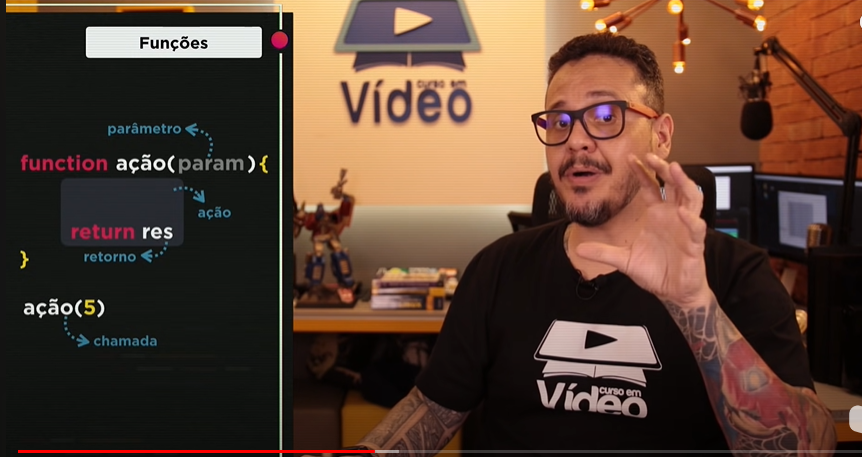 Funções
parâmetro
function ação(param){
ação
return res
retorno
}
ação(5)
chamada
curso em
Vídeo
curso em
Vídeo